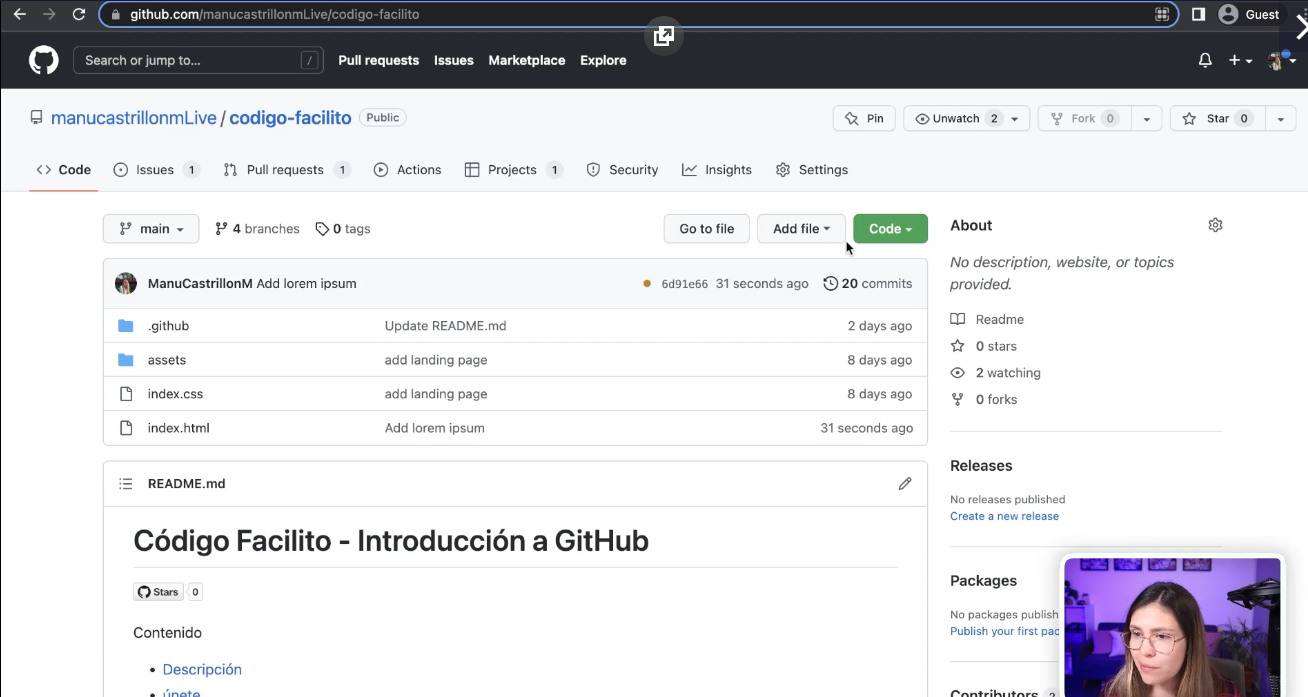 github.com/manucastrillonmLive/codigo-facilito
Guest
Search or jump to...
/
Pull requests
Issues
Marketplace
Explore
manucastrillonmLive / codigo-facilito
Public
Pin
Unwatch 2
Fork 0
Star 0
Code
Issues 1
Pull requests 1
Actions
Projects 1
Security
Insights
Settings
main
4 branches
0 tags
Go to file
Add file
Code
ManuCastrillonM Add lorem ipsum
6d91e66 31 seconds ago
20 commits
.github
Update README.md
2 days ago
assets
add landing page
8 days ago
index.css
add landing page
8 days ago
index.html
Add lorem ipsum
31 seconds ago
README.md
Código Facilito - Introducción a GitHub
Stars 0
Contenido
• Descripción
• únete
About
No description, website, or topics
provided.
Readme
0 stars
2 watching
0 forks
Releases
No releases published
Create a new release
Packages
No packages publish
Publish your first pac
Contributors 2